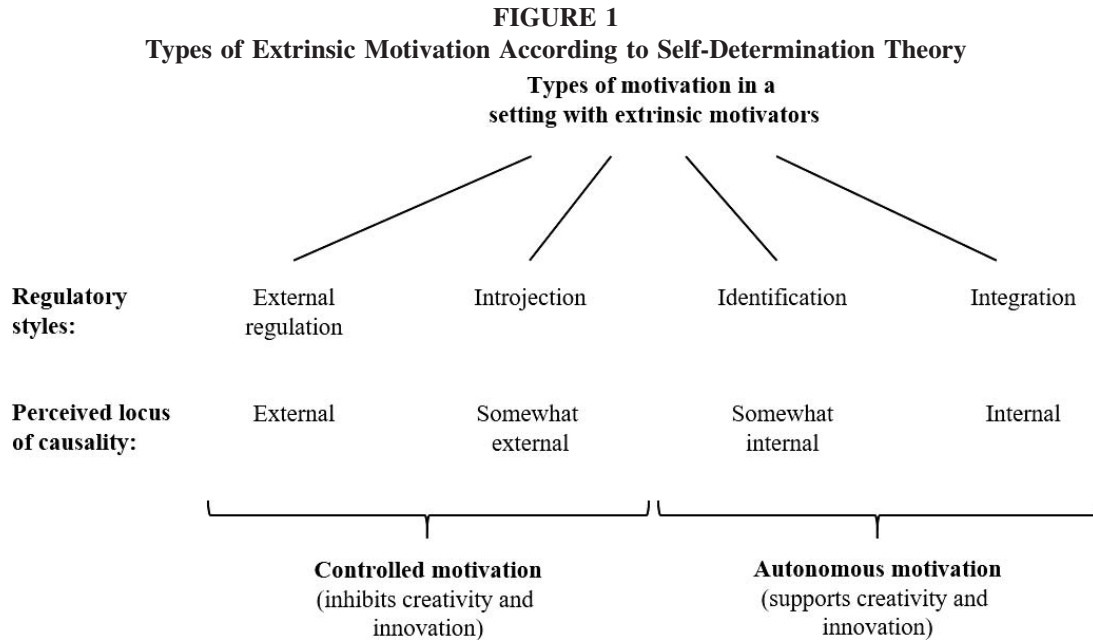 FIGURE 1
Types of Extrinsic Motivation According to Self-Determination Theory
Types of motivation in a
setting with extrinsic motivators
Regulatory
styles:
External
regulation
Introjection
Identification
Integration
Perceived locus
of causality:
External
Somewhat
external
Somewhat
internal
Internal
Controlled motivation
(inhibits creativity and
innovation)
Autonomous motivation
(supports creativity and
innovation)